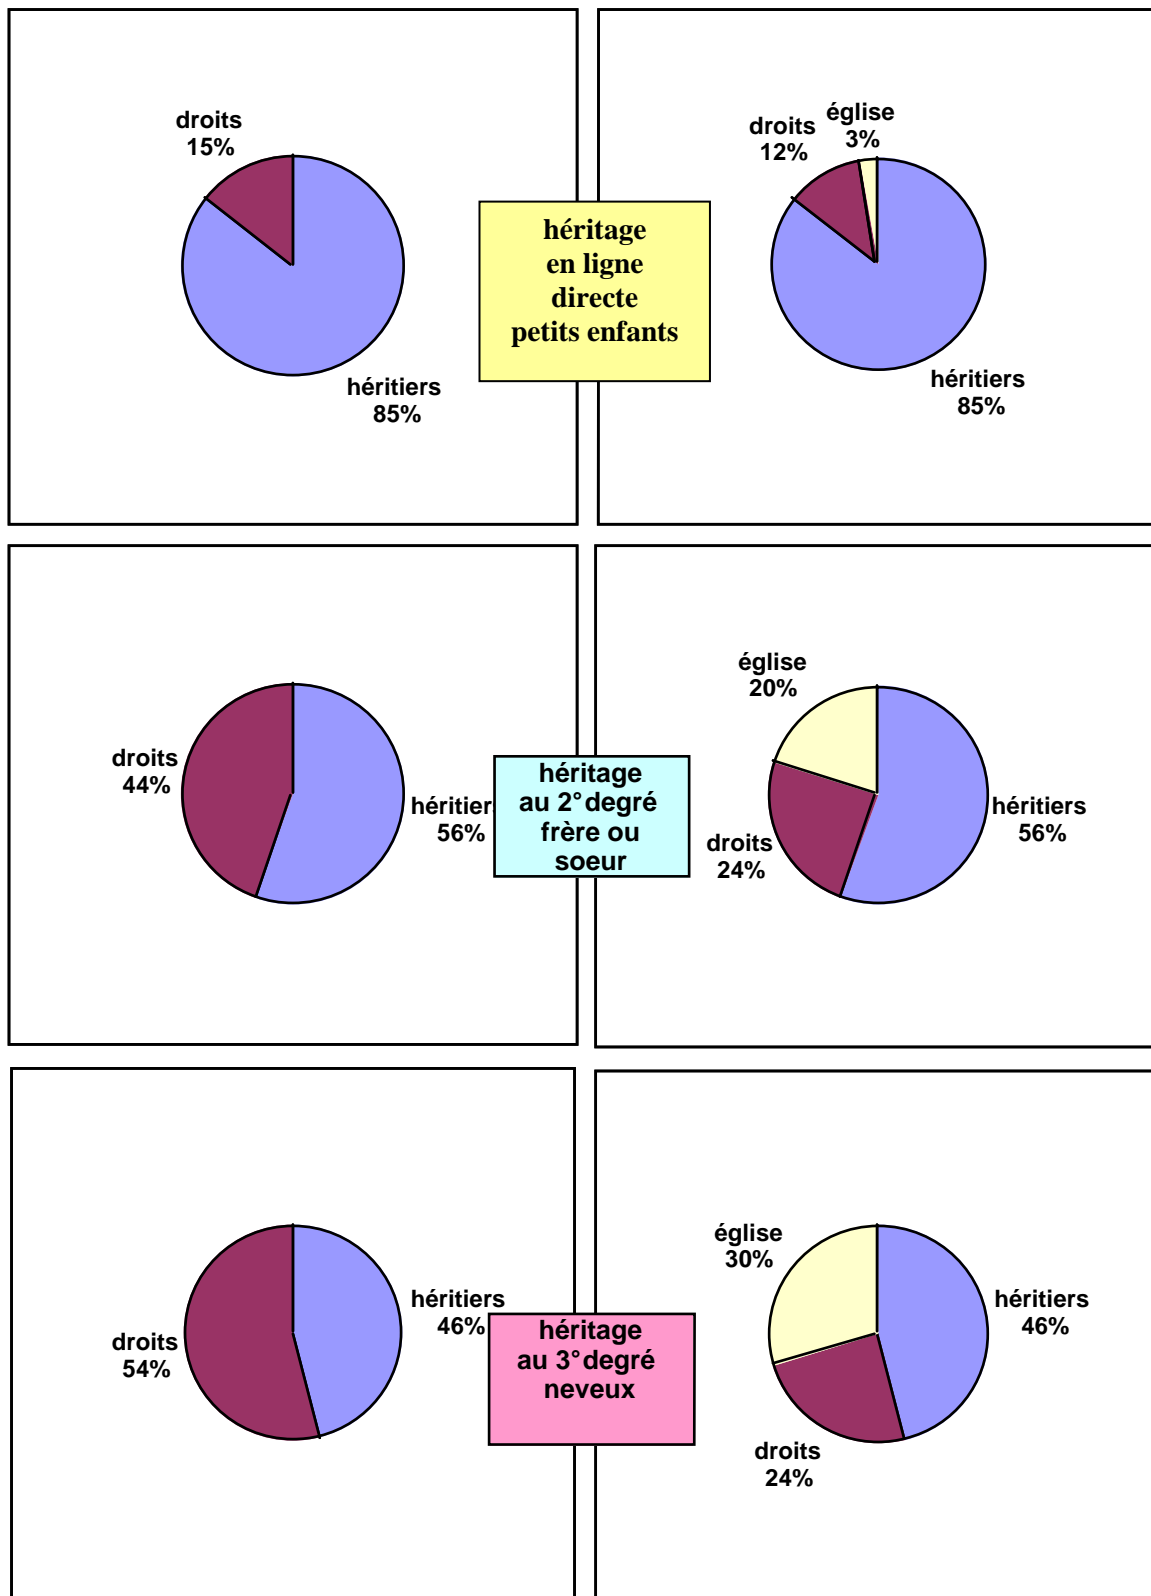 droits
15%
héritiers
85%
héritage
en ligne
directe
petits enfants
église
3%
droits
12%
héritiers
85%
droits
44%
héritiers
56%
héritage
au 2° degré
frère ou
soeur
église
20%
droits
24%
héritiers
56%
droits
54%
héritiers
46%
héritage
au 3° degré
neveux
église
30%
héritiers
46%
droits
24%